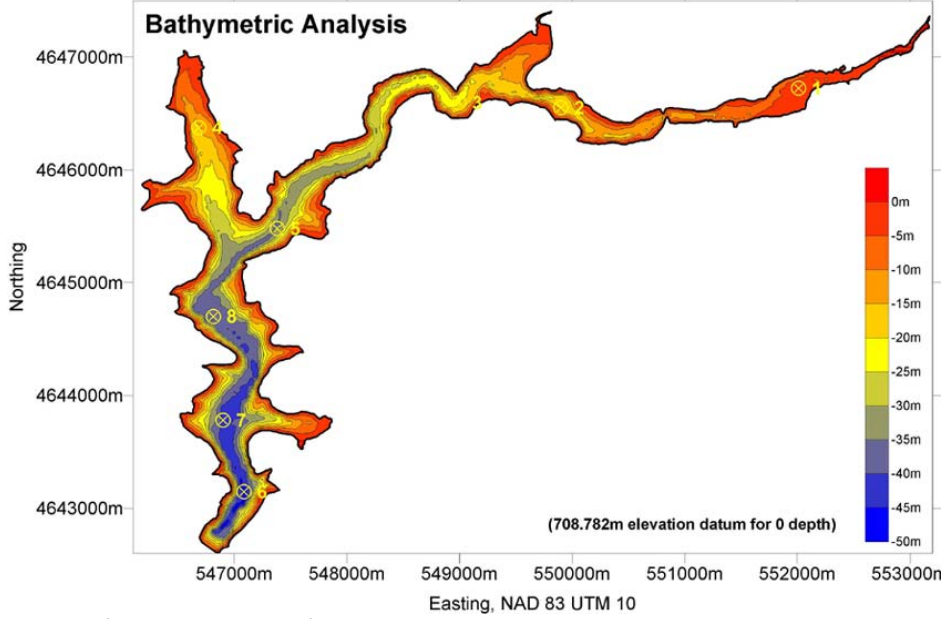 Bathymetric Analysis
4647000m
4646000m
4645000m
4644000m
4643000m
Northing
1
2
3
4
5
8
7
6
0m
-5m
-10m
-15m
-20m
-25m
-30m
-35m
-40m
-45m
-50m
(708.782m elevation datum for 0 depth)
547000m 548000m 549000m 550000m 551000m 552000m 553000m
Easting, NAD 83 UTM 10